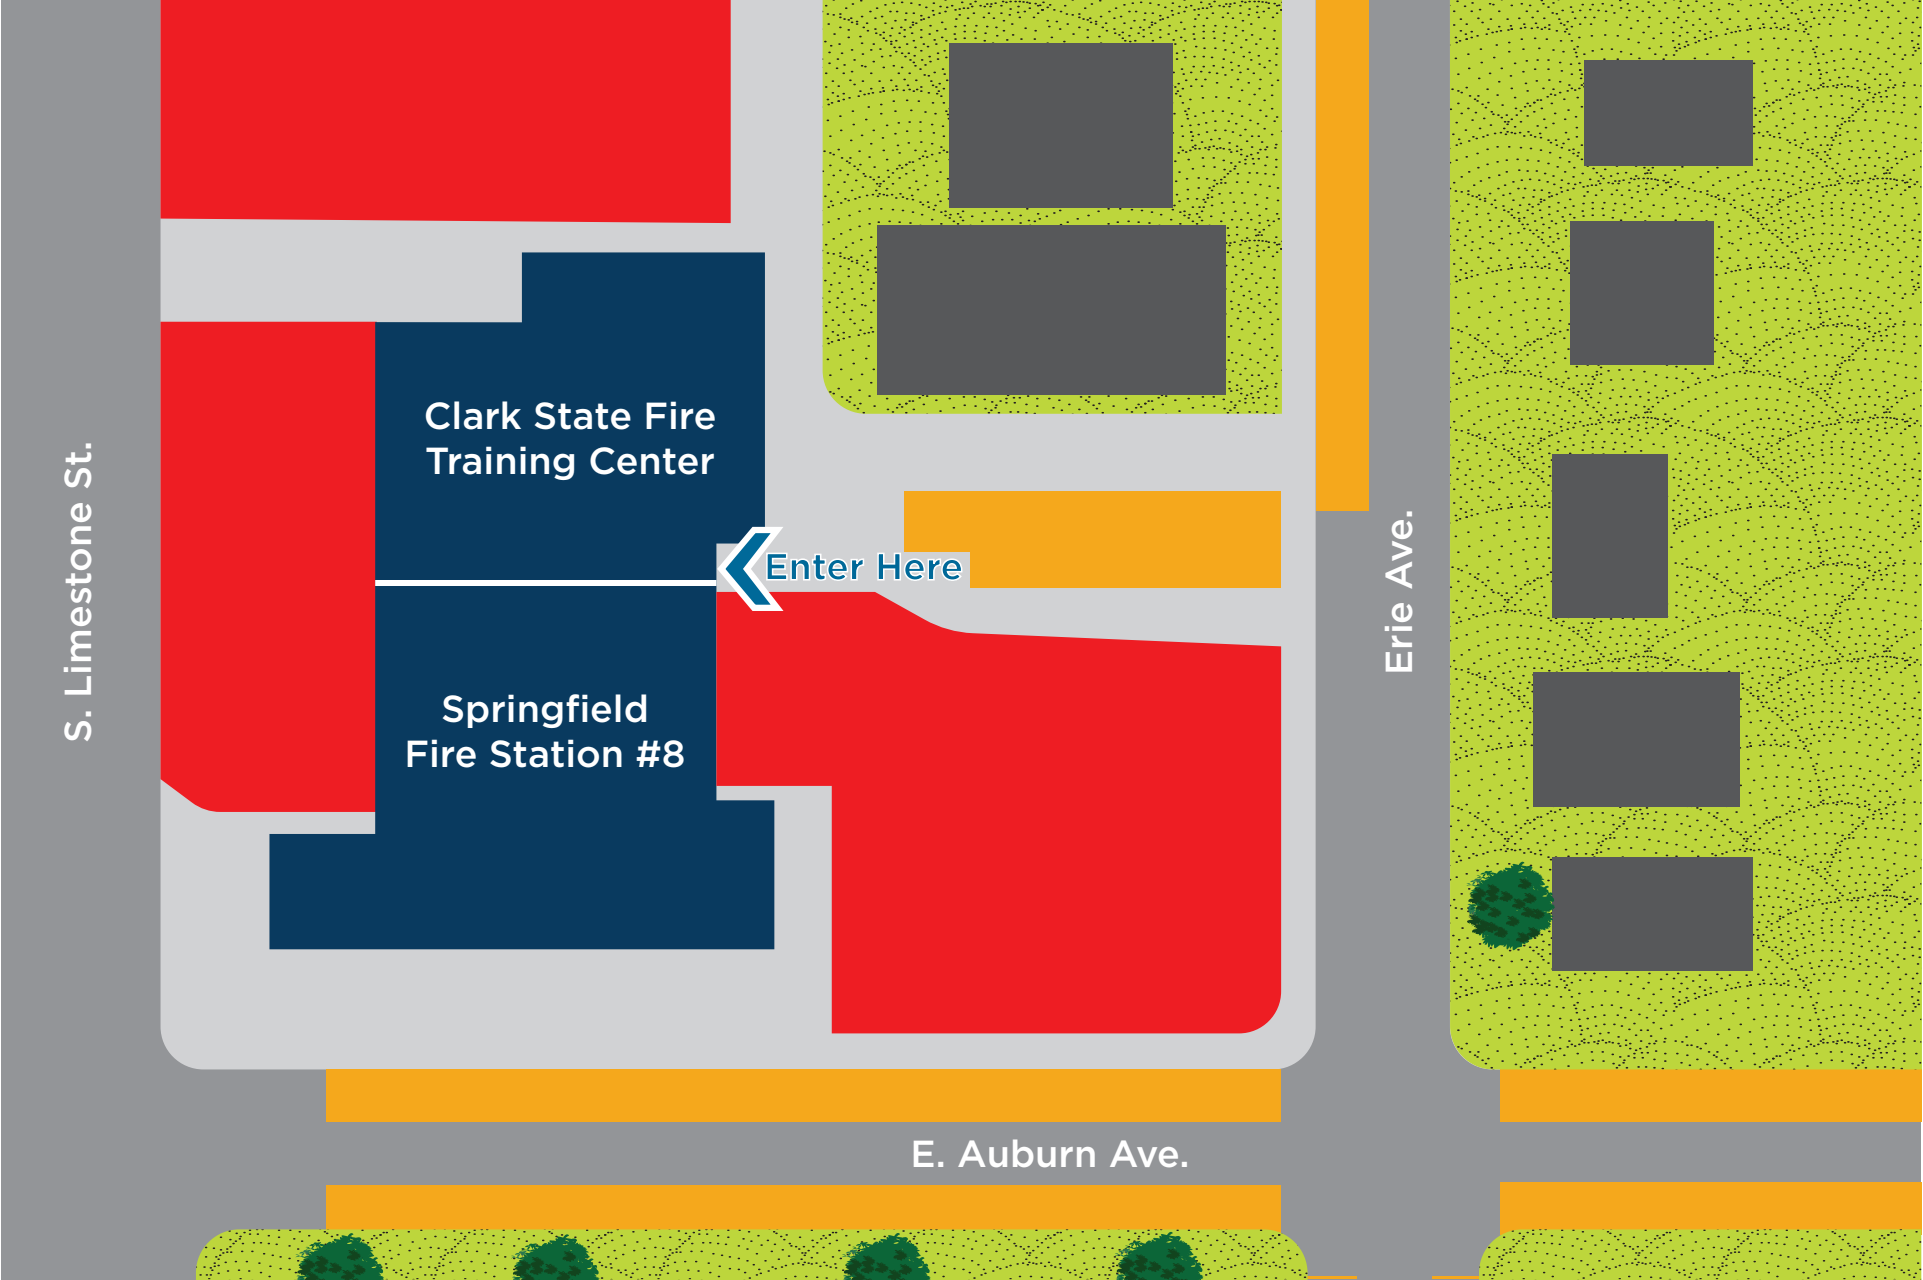 Clark State Fire
Training Center
S. Limestone St.
Enter Here
Erie Ave.
Springfield
Fire Station #8
E. Auburn Ave.